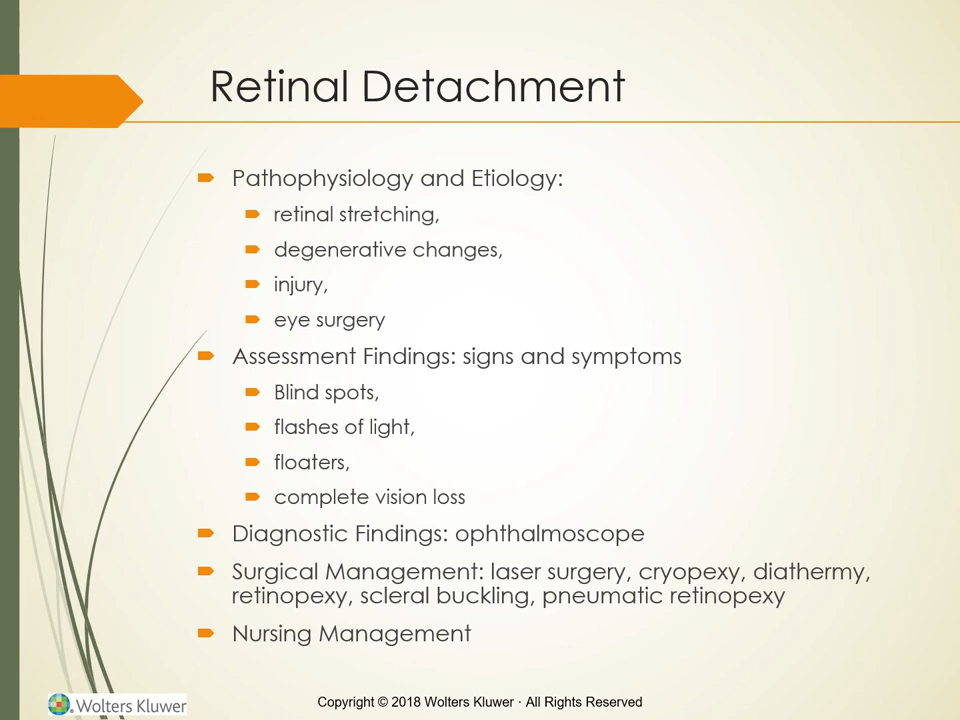 Retinal Detachment
Pathophysiology and Etiology:
retinal stretching,
degenerative changes,
injury,
eye surgery
Assessment Findings: signs and symptoms
Blind spots,
flashes of light,
floaters,
complete vision loss
Diagnostic Findings: ophthalmoscope
Surgical Management: laser surgery, cryopexy, diathermy,
retinopexy, scleral buckling, pneumatic retinopexy
Nursing Management
Wolters Kluwer
Copyright © 2018 Wolters Kluwer · All Rights Reserved